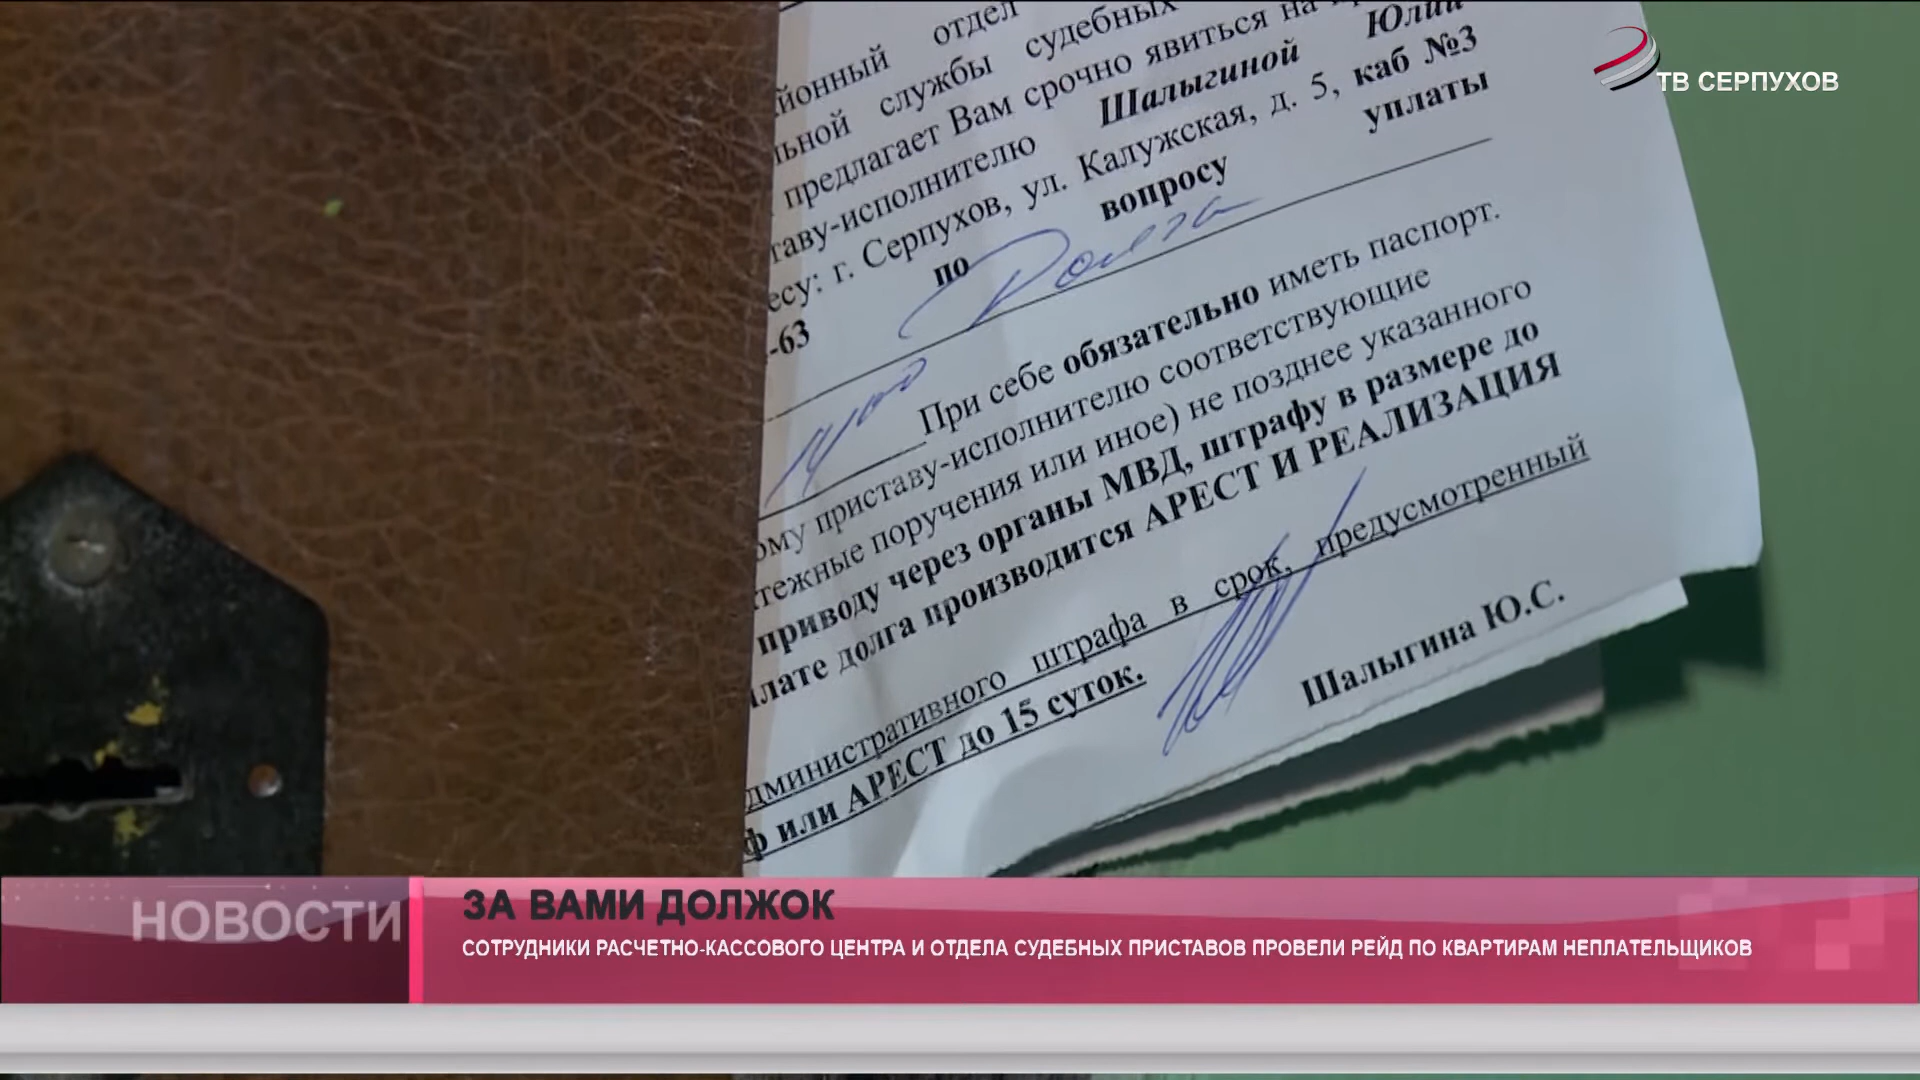 йонный отдел
ьной службы судебных
предлагает Вам срочно явиться на
таву-исполнителю Шалыгиной Юлии
есу: г. Серпухов, ул. Калужская, д. 5, каб №3
-63 по вопросу уплаты
Долга
При себе обязательно иметь паспорт.
ому приставу-исполнителю соответствующие
тежные поручения или иное) не позднее указанного
приводу через органы МВД, штрафу в размере до
лате долга производится АРЕСТ И РЕАЛИЗАЦИЯ
дминистративного штрафа в срок, предусмотренный
ф или АРЕСТ до 15 суток.
Шалыгина Ю.С.
ТВ СЕРПУХОВ
НОВОСТИ
ЗА ВАМИ ДОЛЖОК
СОТРУДНИКИ РАСЧЕТНО-КАССОВОГО ЦЕНТРА И ОТДЕЛА СУДЕБНЫХ ПРИСТАВОВ ПРОВЕЛИ РЕЙД ПО КВАРТИРАМ НЕПЛАТЕЛЬЩИКОВ